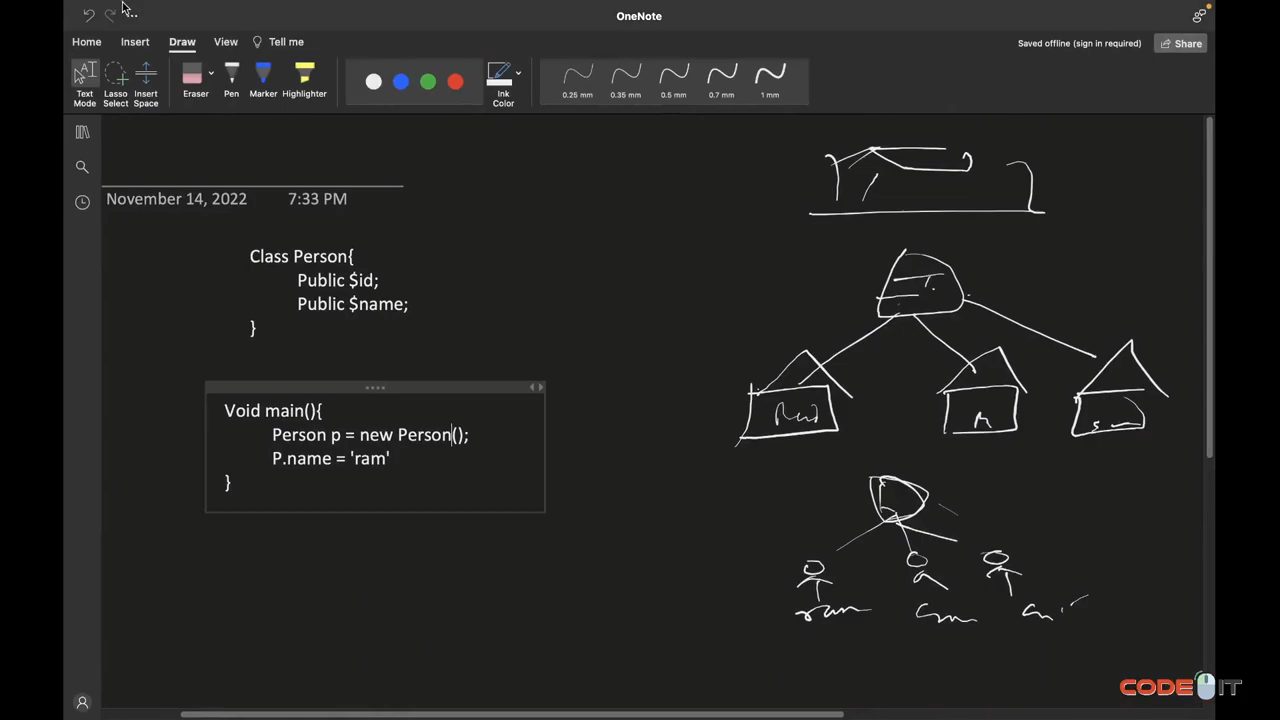 OneNote
Home Insert Draw View Tell me
Saved offline (sign in required) Share
Text Mode
Lasso Select
Insert Space
Eraser
Pen
Marker
Highlighter
Ink Color
0.25 mm 0.35 mm 0.5 mm 0.7 mm 1 mm
November 14, 2022 7:33 PM
Class Person{
Public $id;
Public $name;
}
Void main(){
Person p = new Person();
P.name = 'ram'
}
ram
CODE IT